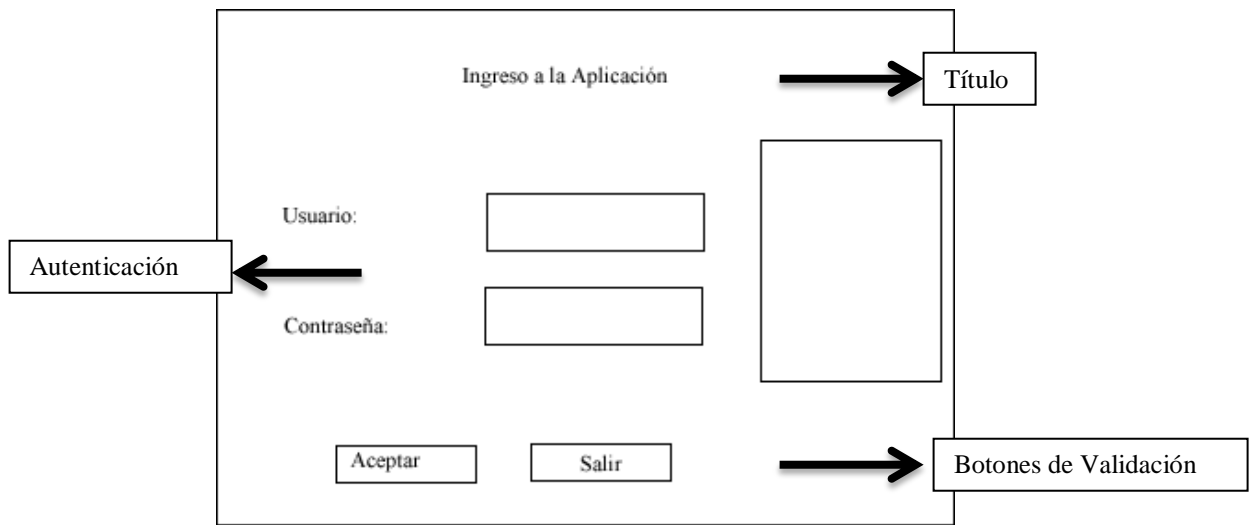 Ingreso a la Aplicación
Título
Usuario:
Autenticación
Contraseña:
Aceptar
Salir
Botones de Validación